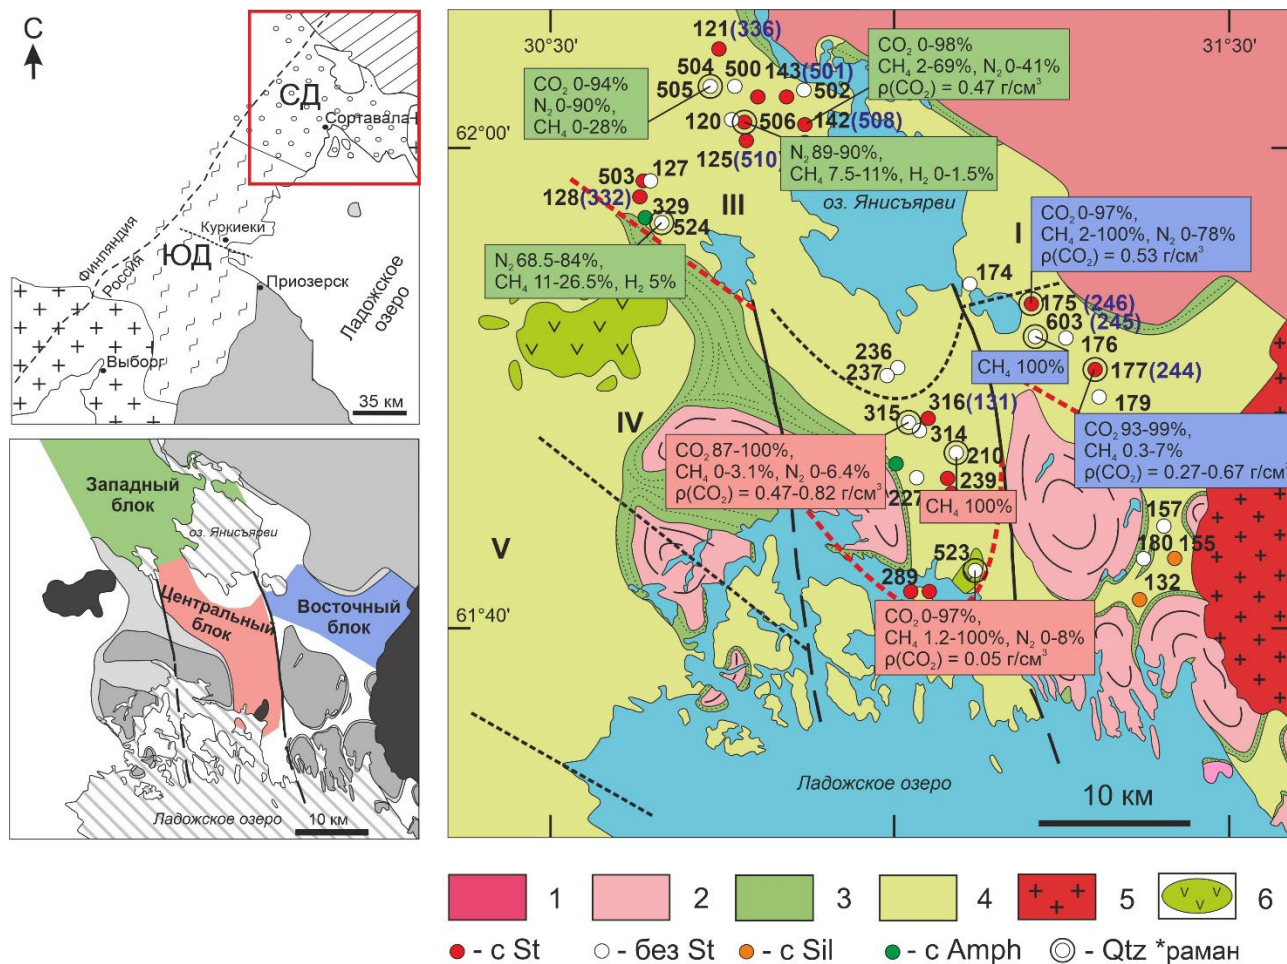 С
СД
Сортавала
Финляндия
Россия
Куркиеки
ЮД
Приозерск
Ладожское
озеро
Выборг
35 км
Западный
блок
оз. Янисъярви
Центральный
блок
Восточный
блок
Ладожское озеро
10 км
30°30'
31°30'
62°00'
61°40'
121(336)
504 500 143(501)
505 502
120 506 142(508)
125(510)
503 127
128(332)
329
524
III
оз. Янисъярви
I
174
175 (246)
603 (245)
176
177(244)
179
236
237
316(131)
315
314
210
IV
239
227
V
157
180 155
132
523
289
CO₂ 0-94%
N₂ 0-90%,
CH₄ 0-28%
CO₂ 0-98%
CH₄ 2-69%, N₂ 0-41%
ρ(CO₂) = 0.47 г/см³
N₂ 89-90%,
CH₄ 7.5-11%, H₂ 0-1.5%
N₂ 68.5-84%,
CH₄ 11-26.5%, H₂ 5%
CO₂ 0-97%,
CH₄ 2-100%, N₂ 0-78%
ρ(CO₂) = 0.53 г/см³
CH₄ 100%
CO₂ 93-99%,
CH₄ 0.3-7%
ρ(CO₂) = 0.27-0.67 г/см³
CO₂ 87-100%,
CH₄ 0-3.1%, N₂ 0-6.4%
ρ(CO₂) = 0.47-0.82 г/см³
CH₄ 100%
CO₂ 0-97%,
CH₄ 1.2-100%, N₂ 0-8%
ρ(CO₂) = 0.05 г/см³
Ладожское озеро
10 км
1 2 3 4 5 6
- с St - без St - с Sil - с Amph - Qtz *раман